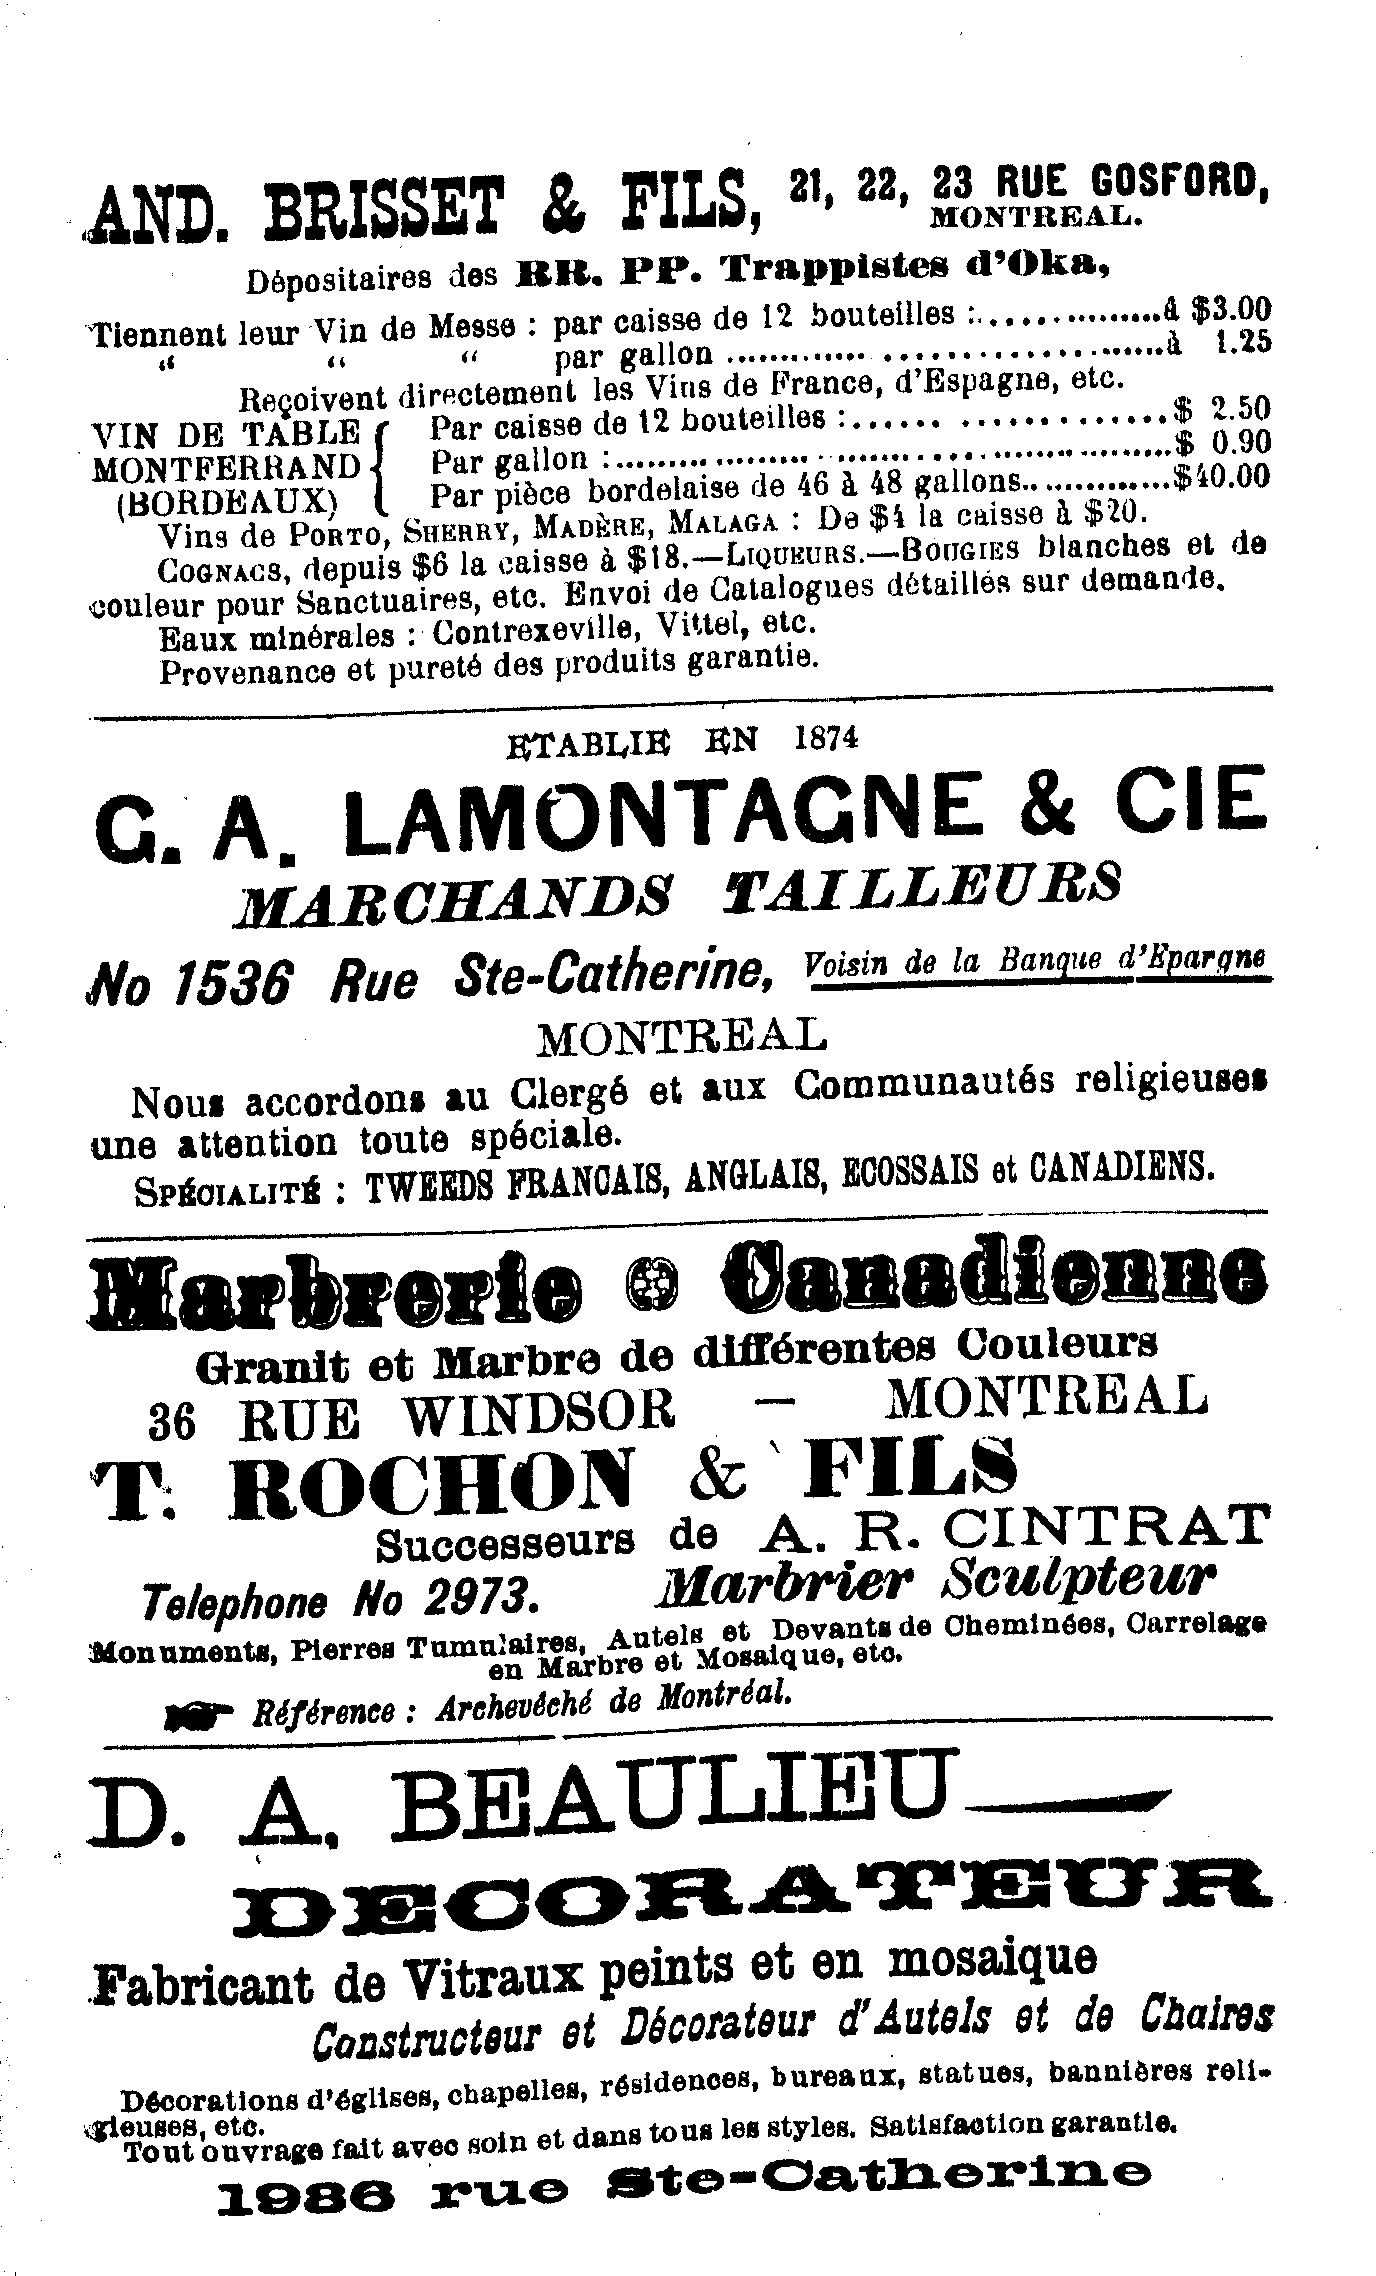 AND. BRISSET & FILS, 21, 22, 23 RUE GOSFORD,
MONTREAL.
Dépositaires des RR. PP. Trappistes d'Oka,
Tiennent leur Vin de Messe : par caisse de 12 bouteilles :................à $3.00
“ “ “ par gallon ................................à 1.25
Reçoivent directement les Vins de France, d'Espagne, etc.
VIN DE TABLE { Par caisse de 12 bouteilles :....................$ 2.50
MONTFERRAND { Par gallon :........................................$ 0.90
(BORDEAUX) { Par pièce bordelaise de 46 à 48 gallons..............$40.00
Vins de PORTO, SHERRY, MADÈRE, MALAGA : De $4 la caisse à $20.
COGNACS, depuis $6 la caisse à $18.—LIQUEURS.—BOUGIES blanches et de
couleur pour Sanctuaires, etc. Envoi de Catalogues détaillés sur demande.
Eaux minérales : Contrexeville, Vittel, etc.
Provenance et pureté des produits garantie.
ETABLIE EN 1874
G. A. LAMONTAGNE & CIE
MARCHANDS TAILLEURS
No 1536 Rue Ste-Catherine, Voisin de la Banque d'Epargne
MONTREAL
Nous accordons au Clergé et aux Communautés religieuses
une attention toute spéciale.
SPÉCIALITÉ : TWEEDS FRANCAIS, ANGLAIS, ECOSSAIS et CANADIENS.
Marbrerie Canadienne
Granit et Marbre de différentes Couleurs
36 RUE WINDSOR — MONTREAL
T. ROCHON & FILS
Successeurs de A. R. CINTRAT
Telephone No 2973. Marbrier Sculpteur
Monuments, Pierres Tumulaires, Autels et Devants de Cheminées, Carrelage
en Marbre et Mosaique, etc.
☛ Référence : Archevéché de Montréal.
D. A. BEAULIEU
DECORATEUR
Fabricant de Vitraux peints et en mosaique
Constructeur et Décorateur d'Autels et de Chaires
Décorations d'églises, chapelles, résidences, bureaux, statues, bannières reli-
gieuses, etc.
Tout ouvrage fait avec soin et dans tous les styles. Satisfaction garantie.
1986 rue Ste-Catherine